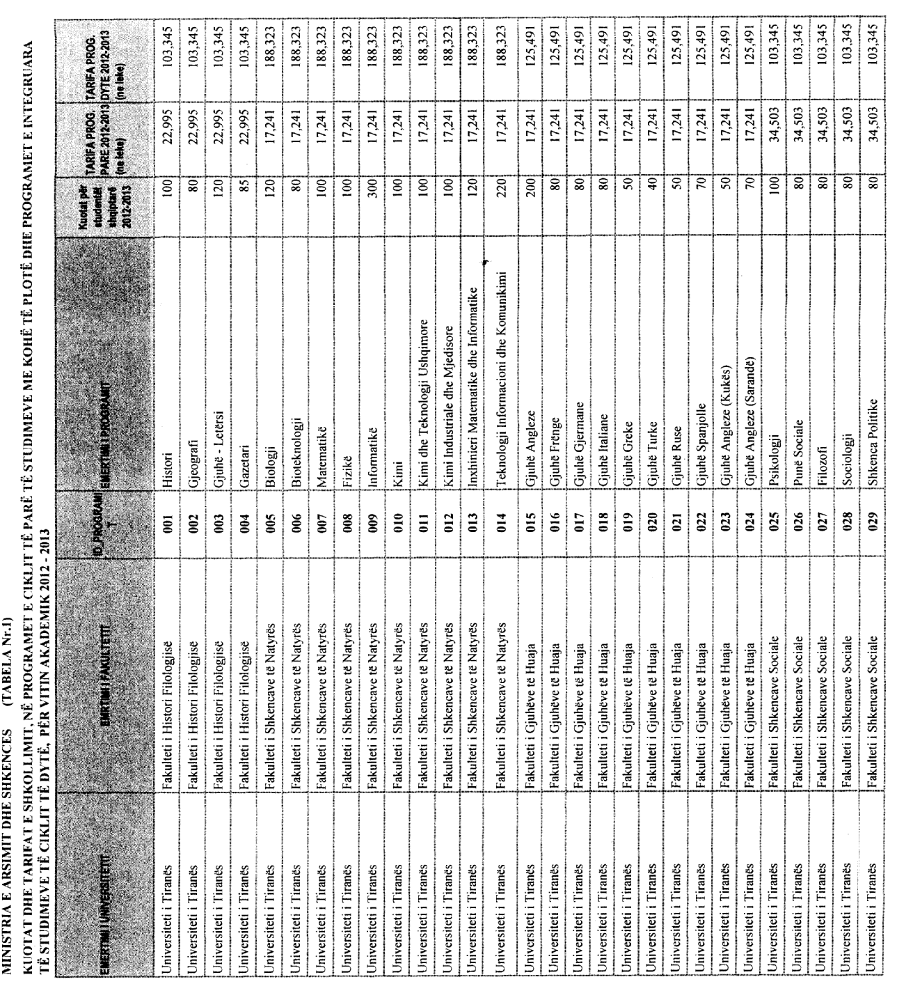 MINISTRIA E ARSIMIT DHE SHKENCES (TABELA Nr.1)
KUOTAT DHE TARIFAT E SHKOLLIMIT, NË PROGRAMET E CIKLIT TË PARË TË STUDIMEVE ME KOHË TË PLOTË DHE PROGRAMET E INTEGRUARA
TË STUDIMEVE TË CIKLIT TË DYTË, PËR VITIN AKADEMIK 2012 - 2013
EMERTIMI I UNIVERSITETIT EMRTIMI I FAKULTETIT ID_PROGRAMIT EMERTIMI I PROGRAMIT Kuotat për studentët shqiptarë 2012-2013 TARIFA PROG. PARE 2012-2013 (ne leke) TARIFA PROG. DYTE 2012-2013 (ne leke)
Universiteti i Tiranës Fakulteti i Histori Filologjisë 001 Histori 100 22,995 103,345
Universiteti i Tiranës Fakulteti i Histori Filologjisë 002 Gjeografi 80 22,995 103,345
Universiteti i Tiranës Fakulteti i Histori Filologjisë 003 Gjuhë - Letërsi 120 22,995 103,345
Universiteti i Tiranës Fakulteti i Histori Filologjisë 004 Gazetari 85 22,995 103,345
Universiteti i Tiranës Fakulteti i Shkencave të Natyrës 005 Biologji 120 17,241 188,323
Universiteti i Tiranës Fakulteti i Shkencave të Natyrës 006 Bioteknologji 80 17,241 188,323
Universiteti i Tiranës Fakulteti i Shkencave të Natyrës 007 Matematikë 100 17,241 188,323
Universiteti i Tiranës Fakulteti i Shkencave të Natyrës 008 Fizikë 100 17,241 188,323
Universiteti i Tiranës Fakulteti i Shkencave të Natyrës 009 Informatikë 300 17,241 188,323
Universiteti i Tiranës Fakulteti i Shkencave të Natyrës 010 Kimi 100 17,241 188,323
Universiteti i Tiranës Fakulteti i Shkencave të Natyrës 011 Kimi dhe Teknologji Ushqimore 100 17,241 188,323
Universiteti i Tiranës Fakulteti i Shkencave të Natyrës 012 Kimi Industriale dhe Mjedisore 100 17,241 188,323
Universiteti i Tiranës Fakulteti i Shkencave të Natyrës 013 Inxhinieri Matematike dhe Informatike 120 17,241 188,323
Universiteti i Tiranës Fakulteti i Shkencave të Natyrës 014 Teknologji Informacioni dhe Komunikimi 220 17,241 188,323
Universiteti i Tiranës Fakulteti i Gjuhëve të Huaja 015 Gjuhë Angleze 200 17,241 125,491
Universiteti i Tiranës Fakulteti i Gjuhëve të Huaja 016 Gjuhë Frënge 80 17,241 125,491
Universiteti i Tiranës Fakulteti i Gjuhëve të Huaja 017 Gjuhë Gjermane 80 17,241 125,491
Universiteti i Tiranës Fakulteti i Gjuhëve të Huaja 018 Gjuhë Italiane 80 17,241 125,491
Universiteti i Tiranës Fakulteti i Gjuhëve të Huaja 019 Gjuhë Greke 50 17,241 125,491
Universiteti i Tiranës Fakulteti i Gjuhëve të Huaja 020 Gjuhë Turke 40 17,241 125,491
Universiteti i Tiranës Fakulteti i Gjuhëve të Huaja 021 Gjuhë Ruse 50 17,241 125,491
Universiteti i Tiranës Fakulteti i Gjuhëve të Huaja 022 Gjuhë Spanjolle 70 17,241 125,491
Universiteti i Tiranës Fakulteti i Gjuhëve të Huaja 023 Gjuhë Angleze (Kukës) 50 17,241 125,491
Universiteti i Tiranës Fakulteti i Gjuhëve të Huaja 024 Gjuhë Angleze (Sarandë) 70 17,241 125,491
Universiteti i Tiranës Fakulteti i Shkencave Sociale 025 Psikologji 100 34,503 103,345
Universiteti i Tiranës Fakulteti i Shkencave Sociale 026 Punë Sociale 80 34,503 103,345
Universiteti i Tiranës Fakulteti i Shkencave Sociale 027 Filozofi 80 34,503 103,345
Universiteti i Tiranës Fakulteti i Shkencave Sociale 028 Sociologji 80 34,503 103,345
Universiteti i Tiranës Fakulteti i Shkencave Sociale 029 Shkenca Politike 80 34,503 103,345